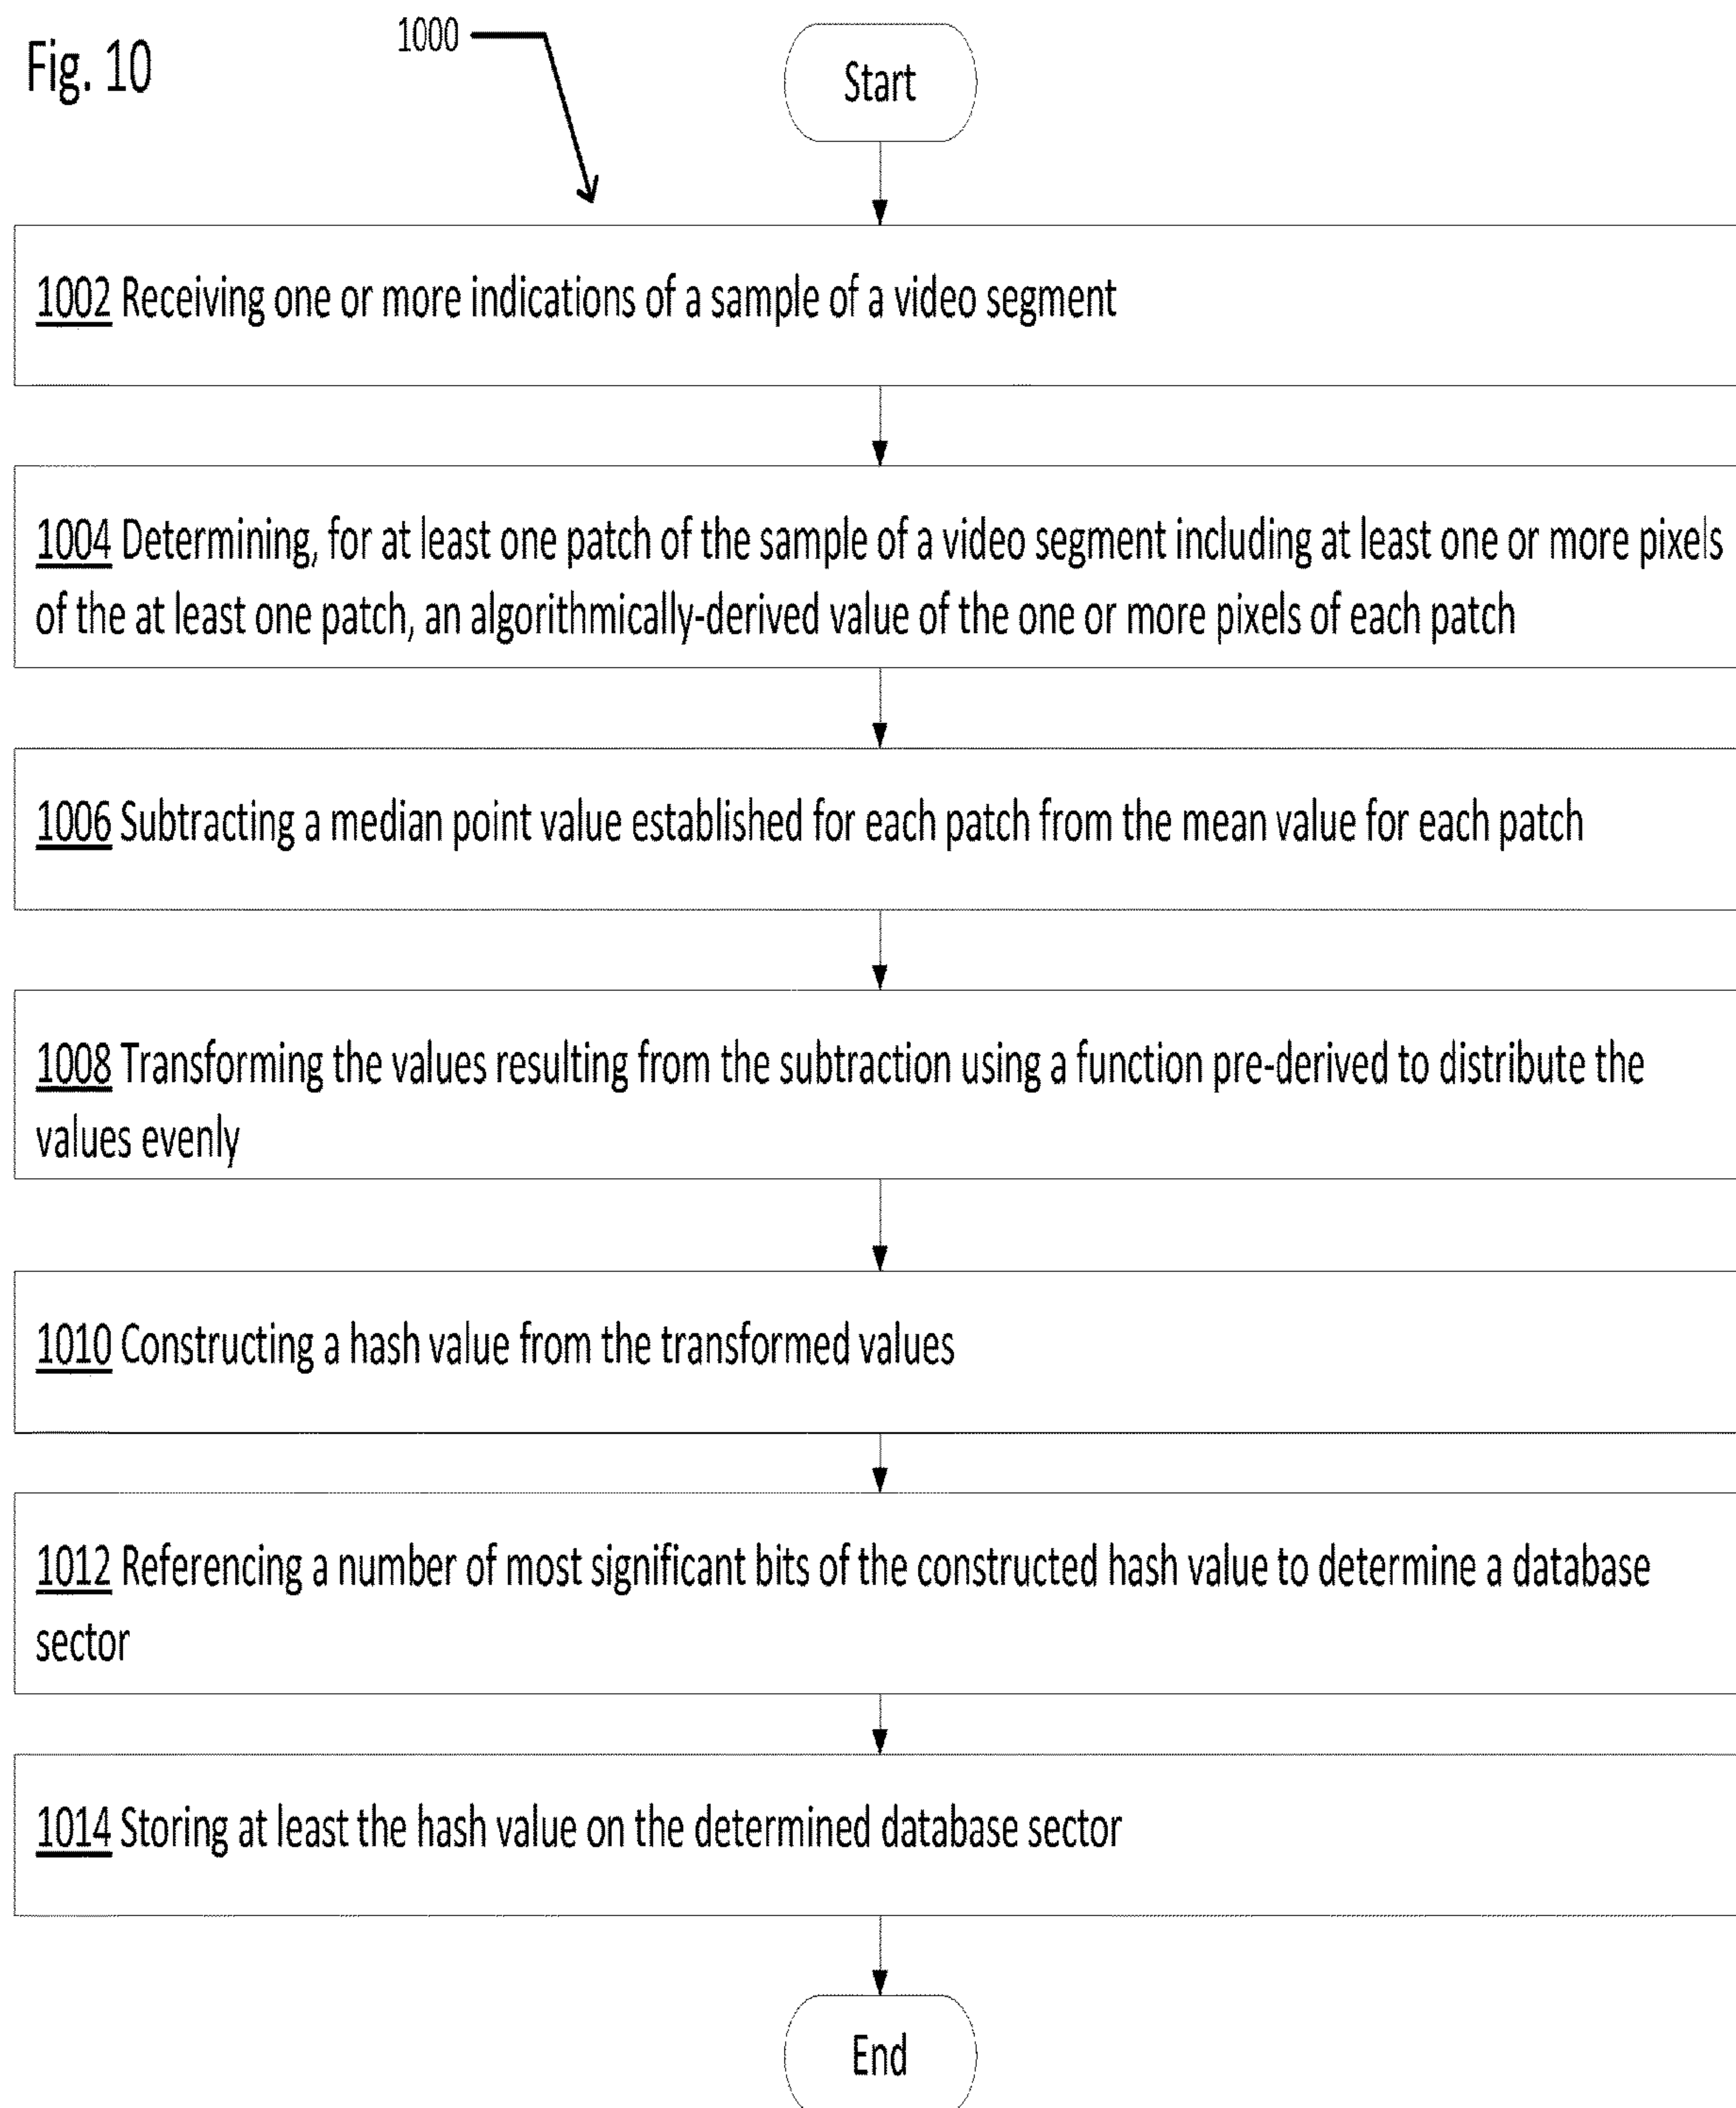 Fig. 10
1000
Start
1002 Receiving one or more indications of a sample of a video segment
1004 Determining, for at least one patch of the sample of a video segment including at least one or more pixels
of the at least one patch, an algorithmically-derived value of the one or more pixels of each patch
1006 Subtracting a median point value established for each patch from the mean value for each patch
1008 Transforming the values resulting from the subtraction using a function pre-derived to distribute the
values evenly
1010 Constructing a hash value from the transformed values
1012 Referencing a number of most significant bits of the constructed hash value to determine a database
sector
1014 Storing at least the hash value on the determined database sector
End